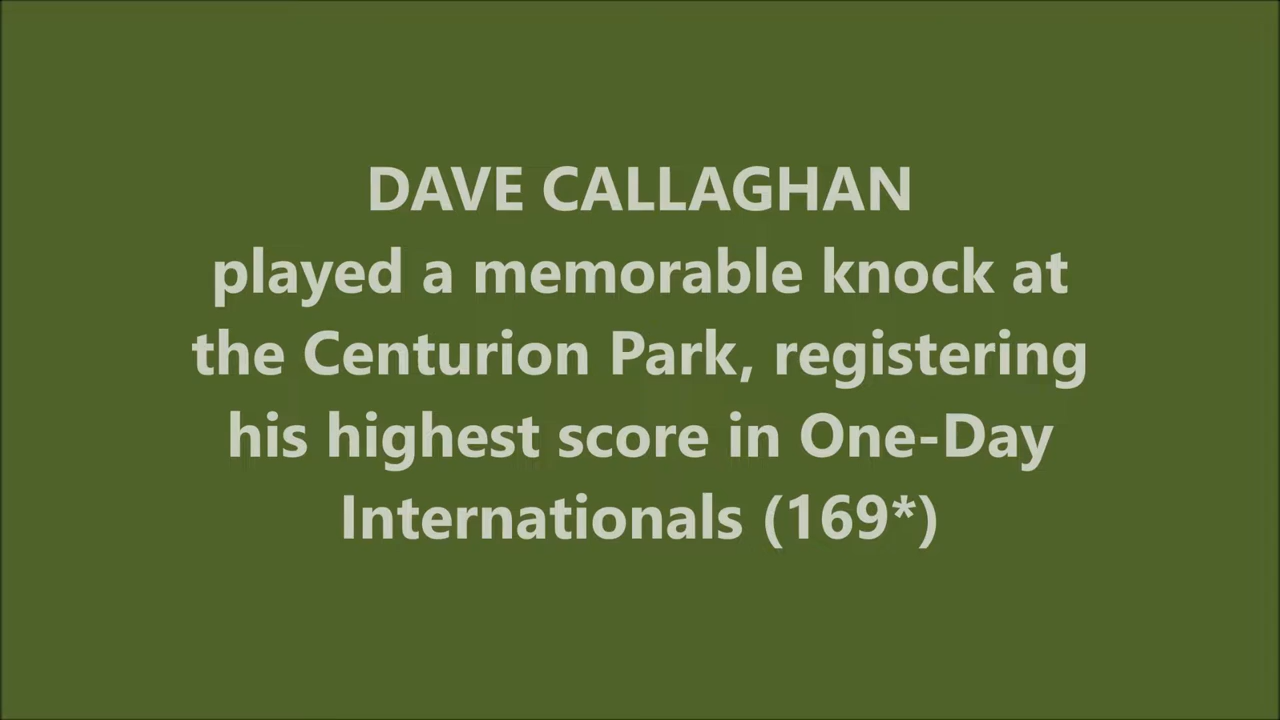 DAVE CALLAGHAN
played a memorable knock at
the Centurion Park, registering
his highest score in One-Day
Internationals (169*)